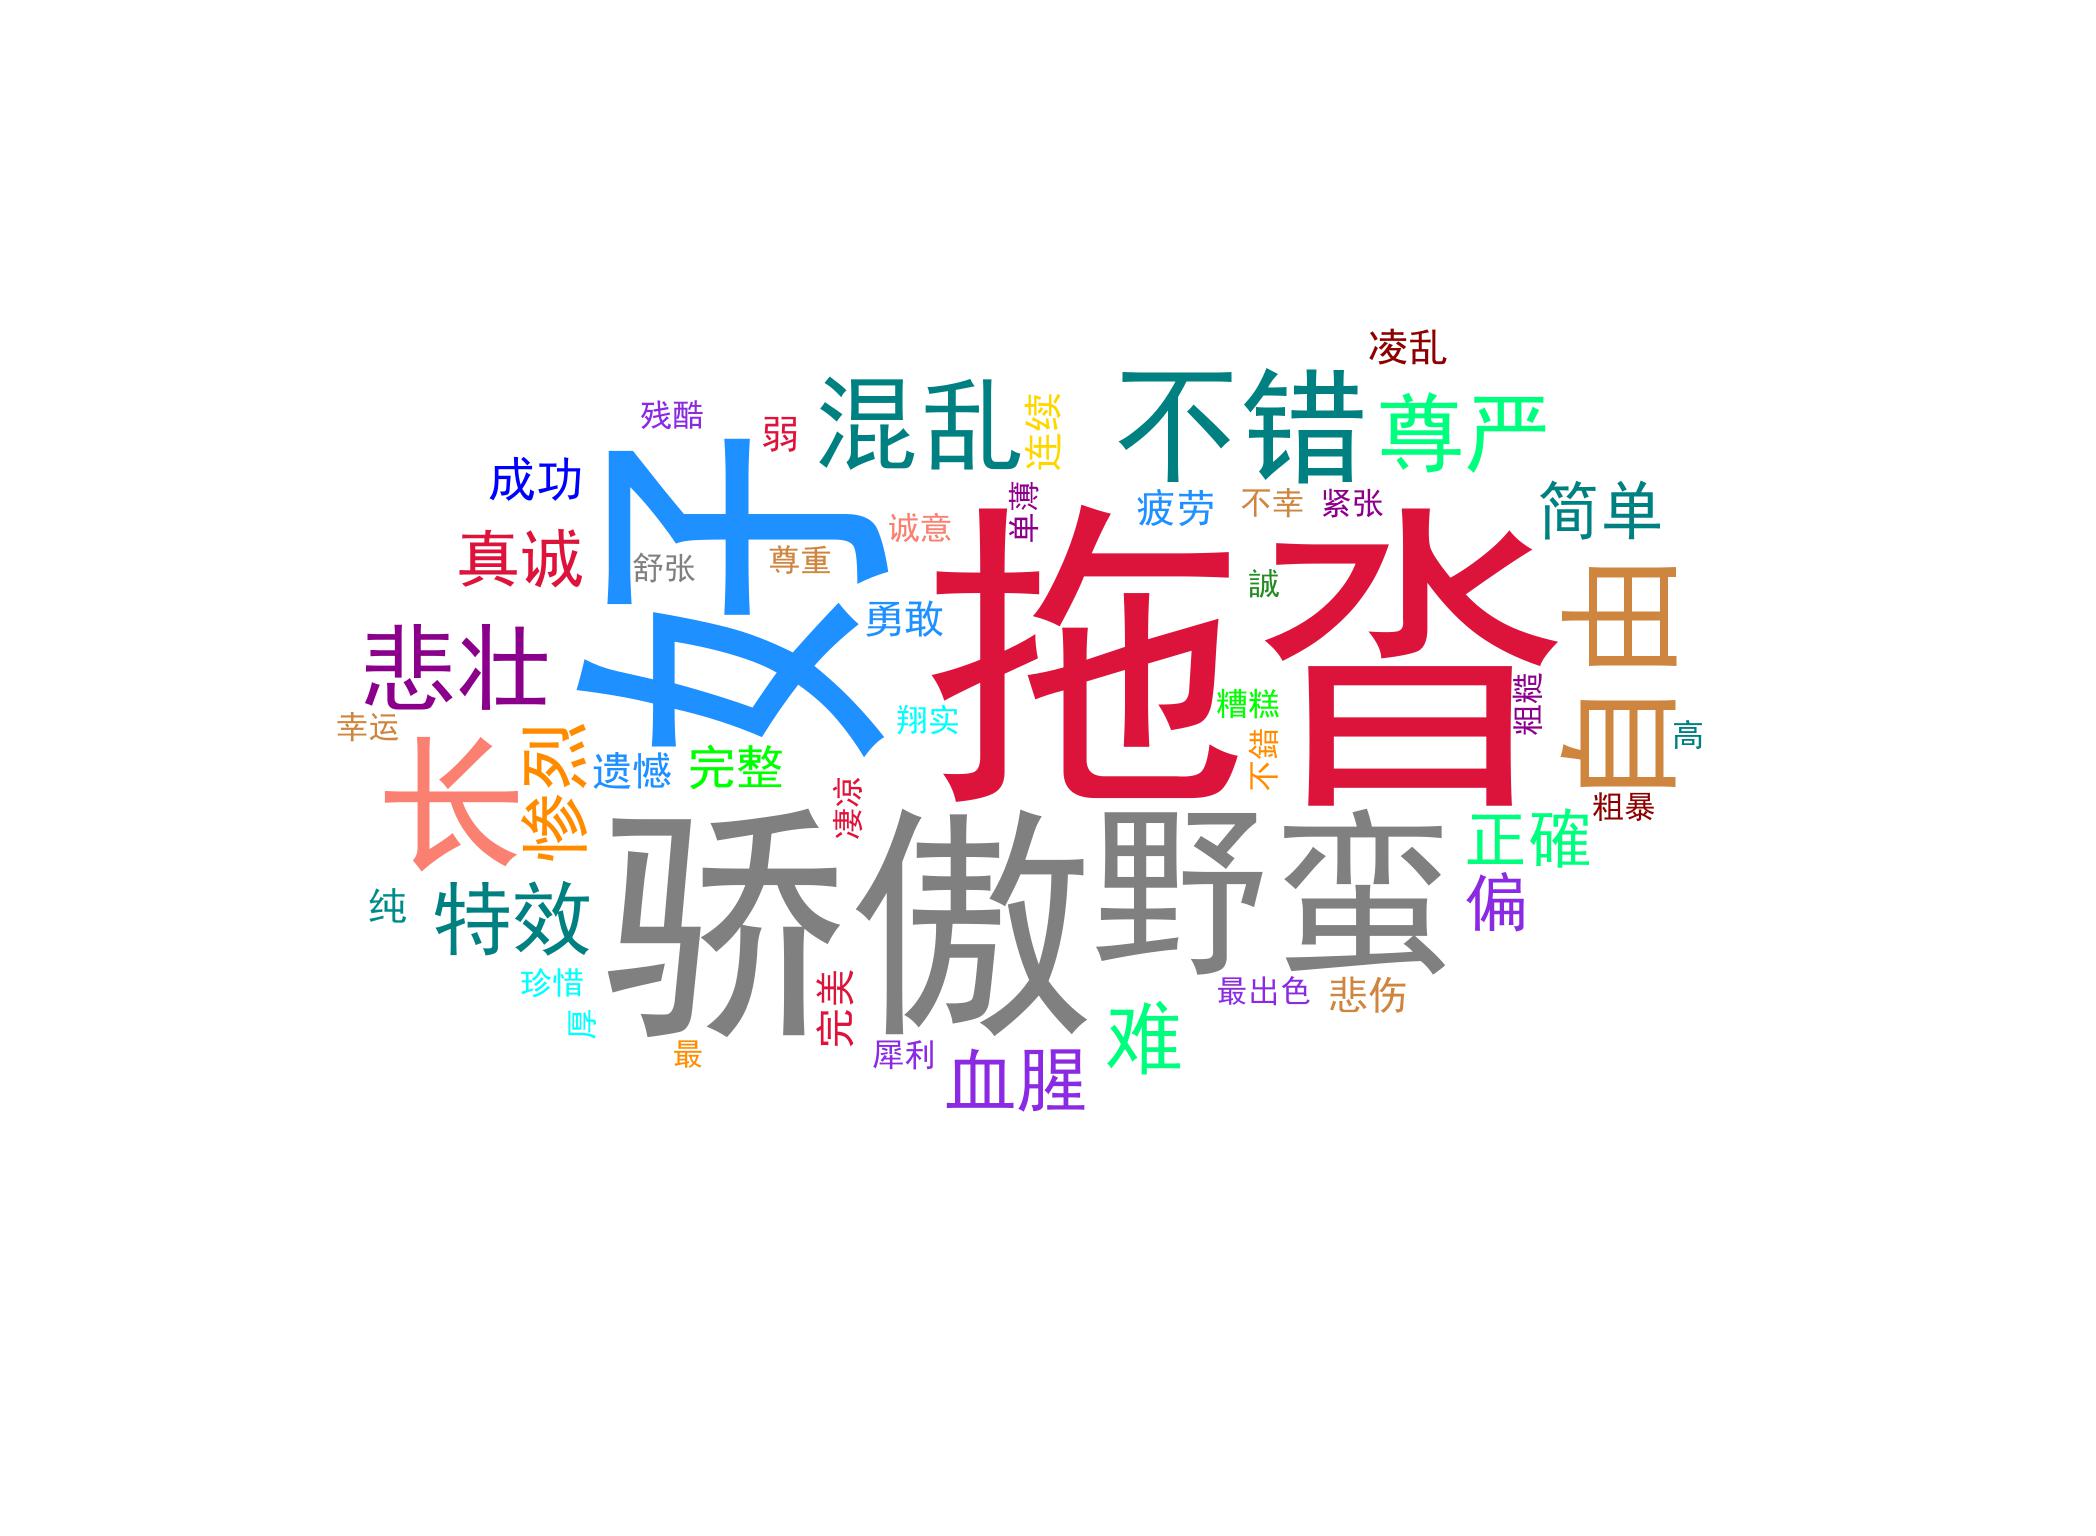 凌乱
残酷
弱
混乱
连续
不错
尊严
成功
好
单薄
疲劳
不幸
紧张
简单
真诚
诚意
舒张
尊重
拖沓
誠
自由
勇敢
悲壮
幸运
翔实
糟糕
粗糙
高
长
惨烈
遗憾
完整
凄凉
不錯
粗暴
骄傲
野蛮
正確
偏
纯
特效
珍惜
厚
最
完美
犀利
血腥
难
最出色
悲伤